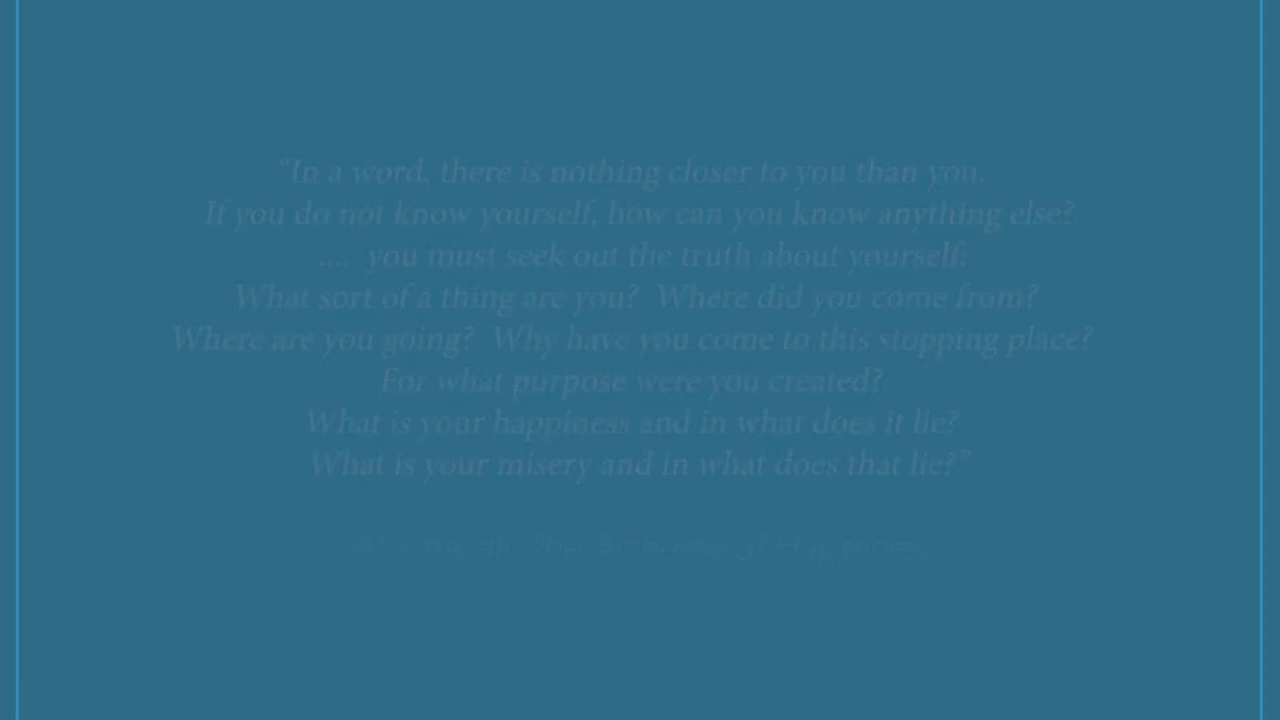 “In a word, there is nothing closer to you than you.
If you do not know yourself, how can you know anything else?
.... you must seek out the truth about yourself:
What sort of a thing are you? Where did you come from?
Where are you going? Why have you come to this stopping place?
For what purpose were you created?
What is your happiness and in what does it lie?
What is your misery and in what does that lie?”
The Alchemy of Happiness